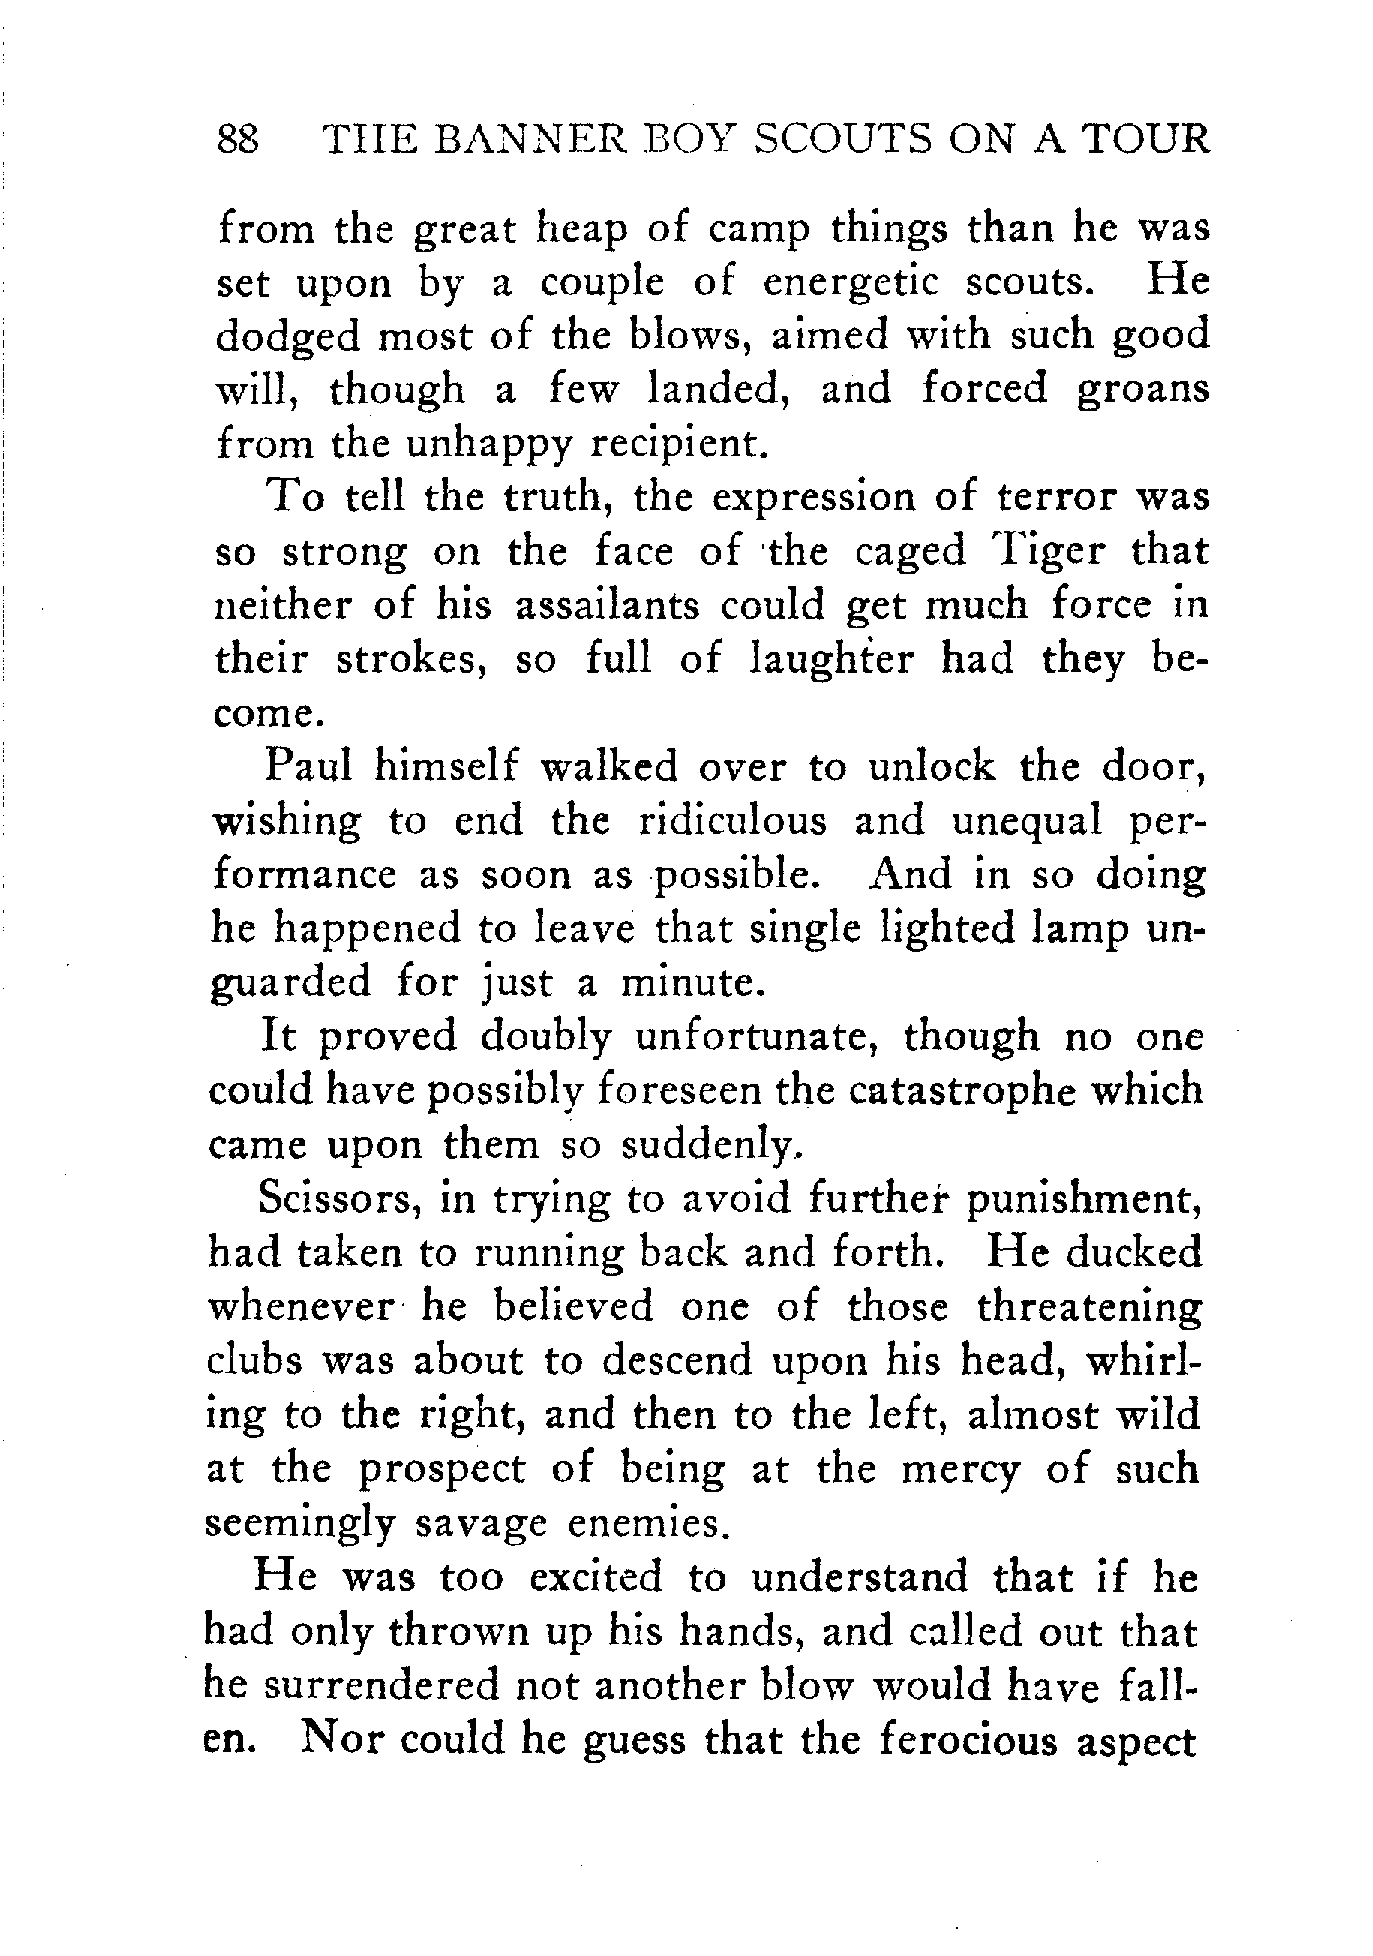 88 THE BANNER BOY SCOUTS ON A TOUR
from the great heap of camp things than he was
set upon by a couple of energetic scouts. He
dodged most of the blows, aimed with such good
will, though a few landed, and forced groans
from the unhappy recipient.
To tell the truth, the expression of terror was
so strong on the face of the caged Tiger that
neither of his assailants could get much force in
their strokes, so full of laughter had they be-
come.
Paul himself walked over to unlock the door,
wishing to end the ridiculous and unequal per-
formance as soon as possible. And in so doing
he happened to leave that single lighted lamp un-
guarded for just a minute.
It proved doubly unfortunate, though no one
could have possibly foreseen the catastrophe which
came upon them so suddenly.
Scissors, in trying to avoid further punishment,
had taken to running back and forth. He ducked
whenever he believed one of those threatening
clubs was about to descend upon his head, whirl-
ing to the right, and then to the left, almost wild
at the prospect of being at the mercy of such
seemingly savage enemies.
He was too excited to understand that if he
had only thrown up his hands, and called out that
he surrendered not another blow would have fall-
en. Nor could he guess that the ferocious aspect